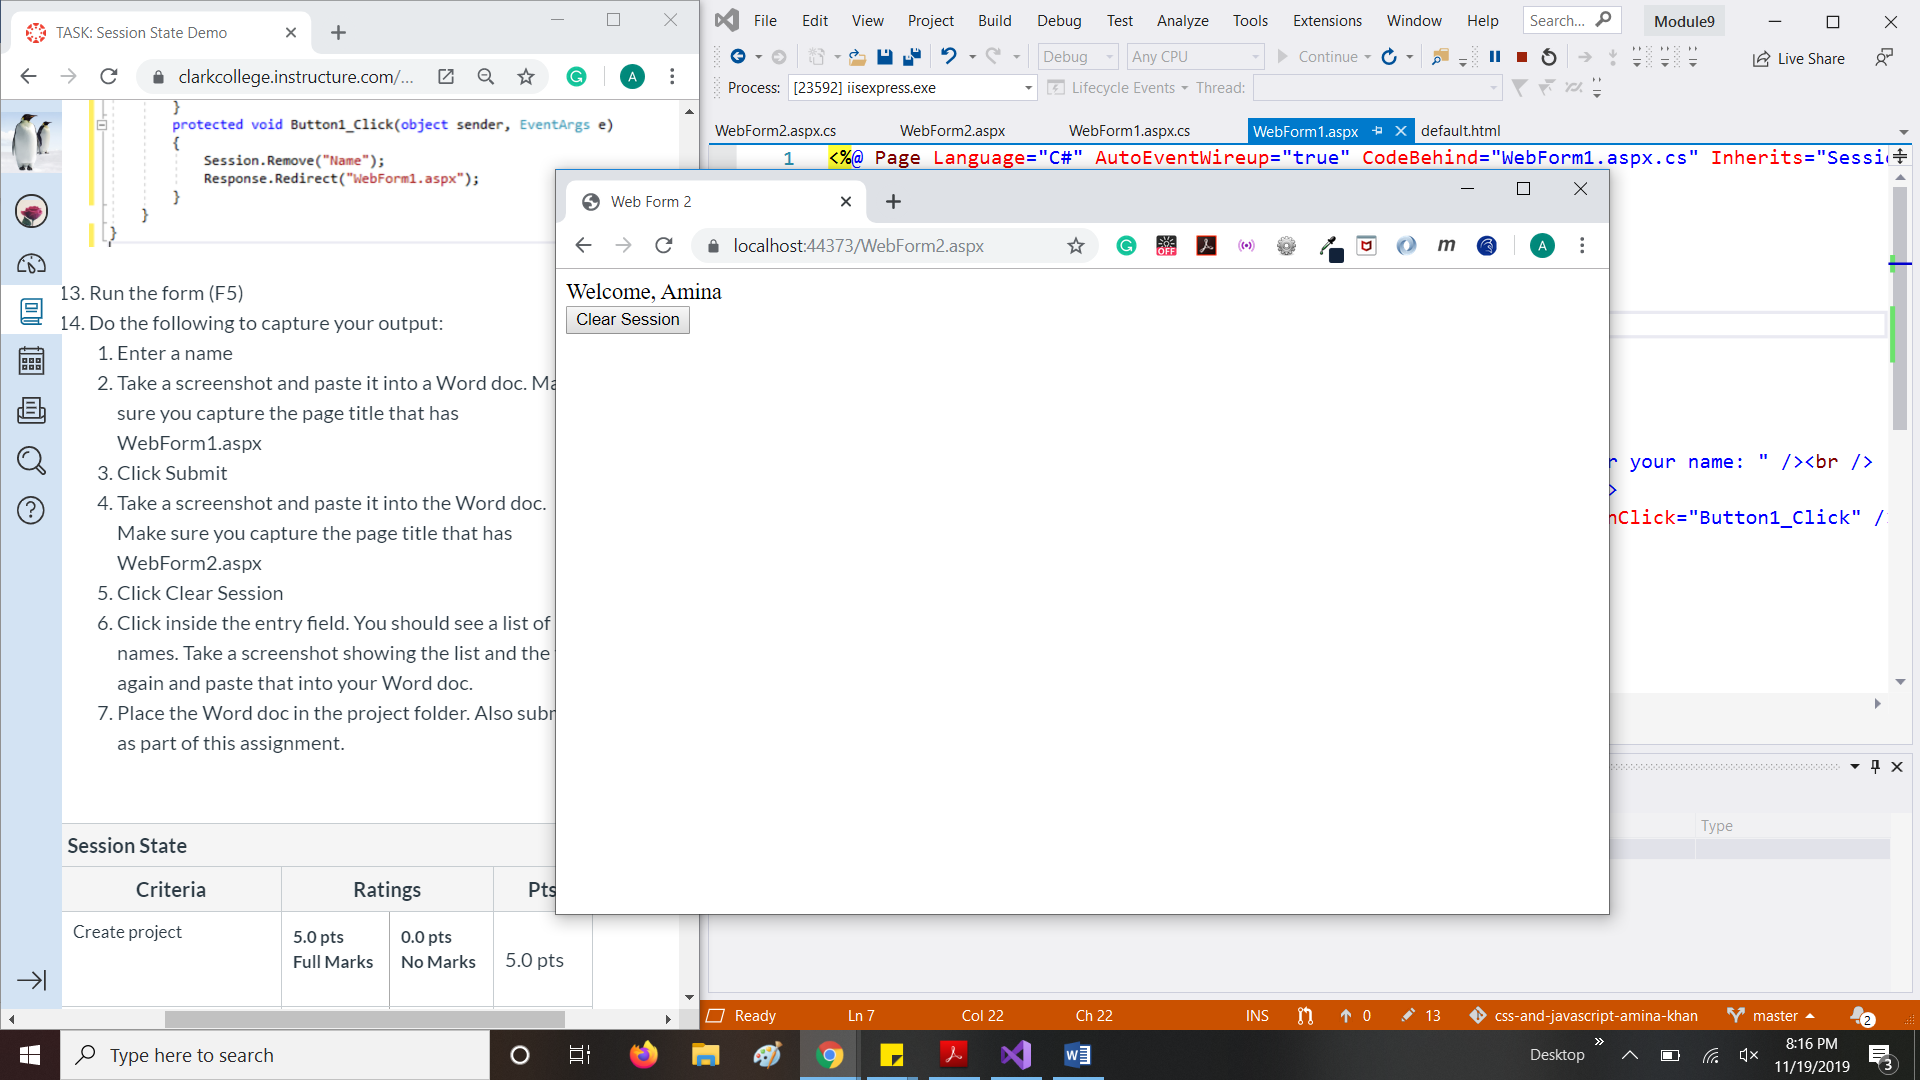 TASK: Session State Demo
clarkcollege.instructure.com/...
A
}
protected void Button1_Click(object sender, EventArgs e)
{
Session.Remove("Name");
Response.Redirect("WebForm1.aspx");
}
}
}
13. Run the form (F5)
14. Do the following to capture your output:
1. Enter a name
2. Take a screenshot and paste it into a Word doc. Ma
sure you capture the page title that has
WebForm1.aspx
3. Click Submit
4. Take a screenshot and paste it into the Word doc.
Make sure you capture the page title that has
WebForm2.aspx
5. Click Clear Session
6. Click inside the entry field. You should see a list of
names. Take a screenshot showing the list and the
again and paste that into your Word doc.
7. Place the Word doc in the project folder. Also subm
as part of this assignment.
Session State
Criteria Ratings Pts
Create project
5.0 pts
Full Marks
0.0 pts
No Marks
5.0 pts
File Edit View Project Build Debug Test Analyze Tools Extensions Window Help Search... Module9
Debug Any CPU Continue Live Share
Process: [23592] iisexpress.exe Lifecycle Events Thread:
WebForm2.aspx.cs WebForm2.aspx WebForm1.aspx.cs WebForm1.aspx default.html
1 <%@ Page Language="C#" AutoEventWireup="true" CodeBehind="WebForm1.aspx.cs" Inherits="Sessi
Web Form 2
localhost:44373/WebForm2.aspx
OFF
m
A
Welcome, Amina
Clear Session
r your name: " /><br />
>
nClick="Button1_Click" /
Type
Ready Ln 7 Col 22 Ch 22 INS 0 13 css-and-javascript-amina-khan master 2
Type here to search
Desktop
8:16 PM
11/19/2019
3